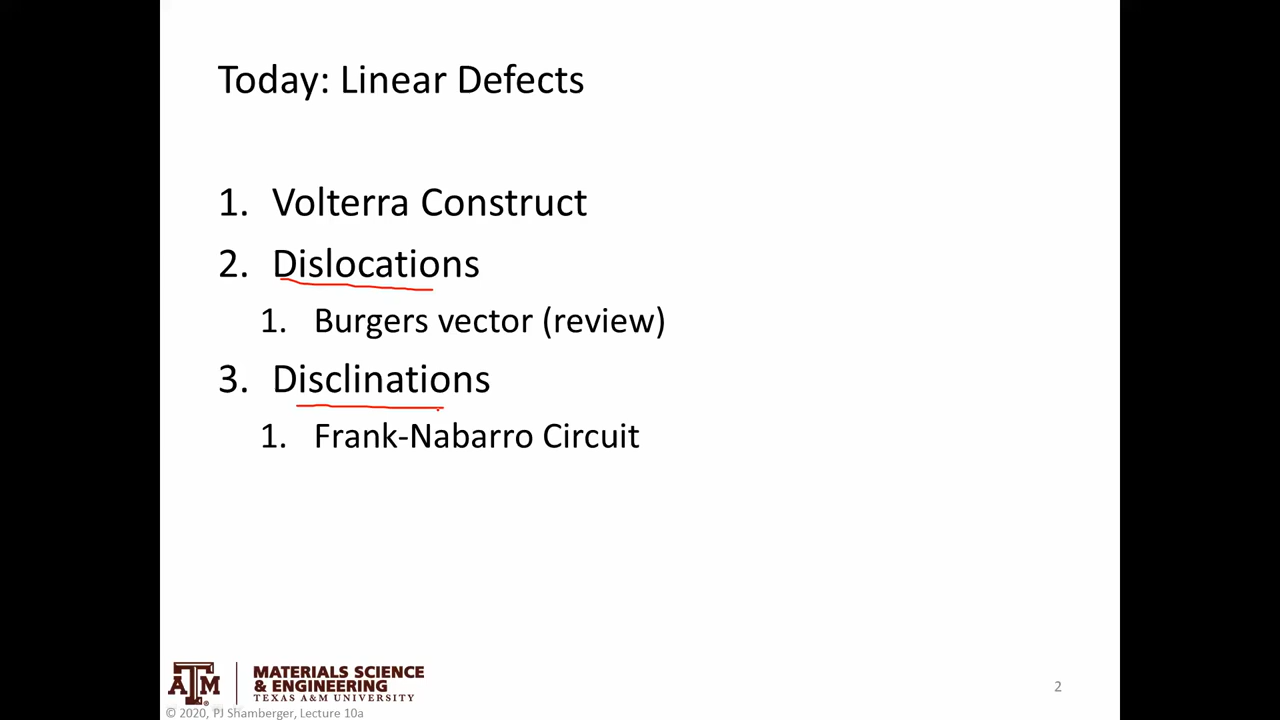 Today: Linear Defects
1. Volterra Construct
2. Dislocations
1. Burgers vector (review)
3. Disclinations
1. Frank-Nabarro Circuit
ATM
MATERIALS SCIENCE
& ENGINEERING
TEXAS A&M UNIVERSITY
2
© 2020, PJ Shamberger, Lecture 10a